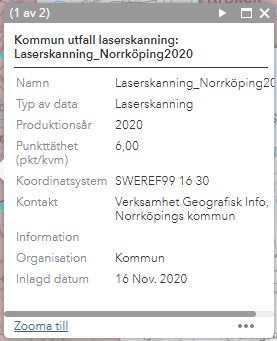 (1 av 2)
Kommun utfall laserskanning:
Laserskanning_Norrköping2020
Namn Laserskanning_Norrköping2
Typ av data Laserskanning
Produktionsår 2020
Punkttäthet 6,00
(pkt/kvm)
Koordinatsystem SWEREF99 16 30
Kontakt Verksamhet Geografisk Info,
Norrköpings kommun
Information
Organisation Kommun
Inlagd datum 16 Nov. 2020
Zooma till